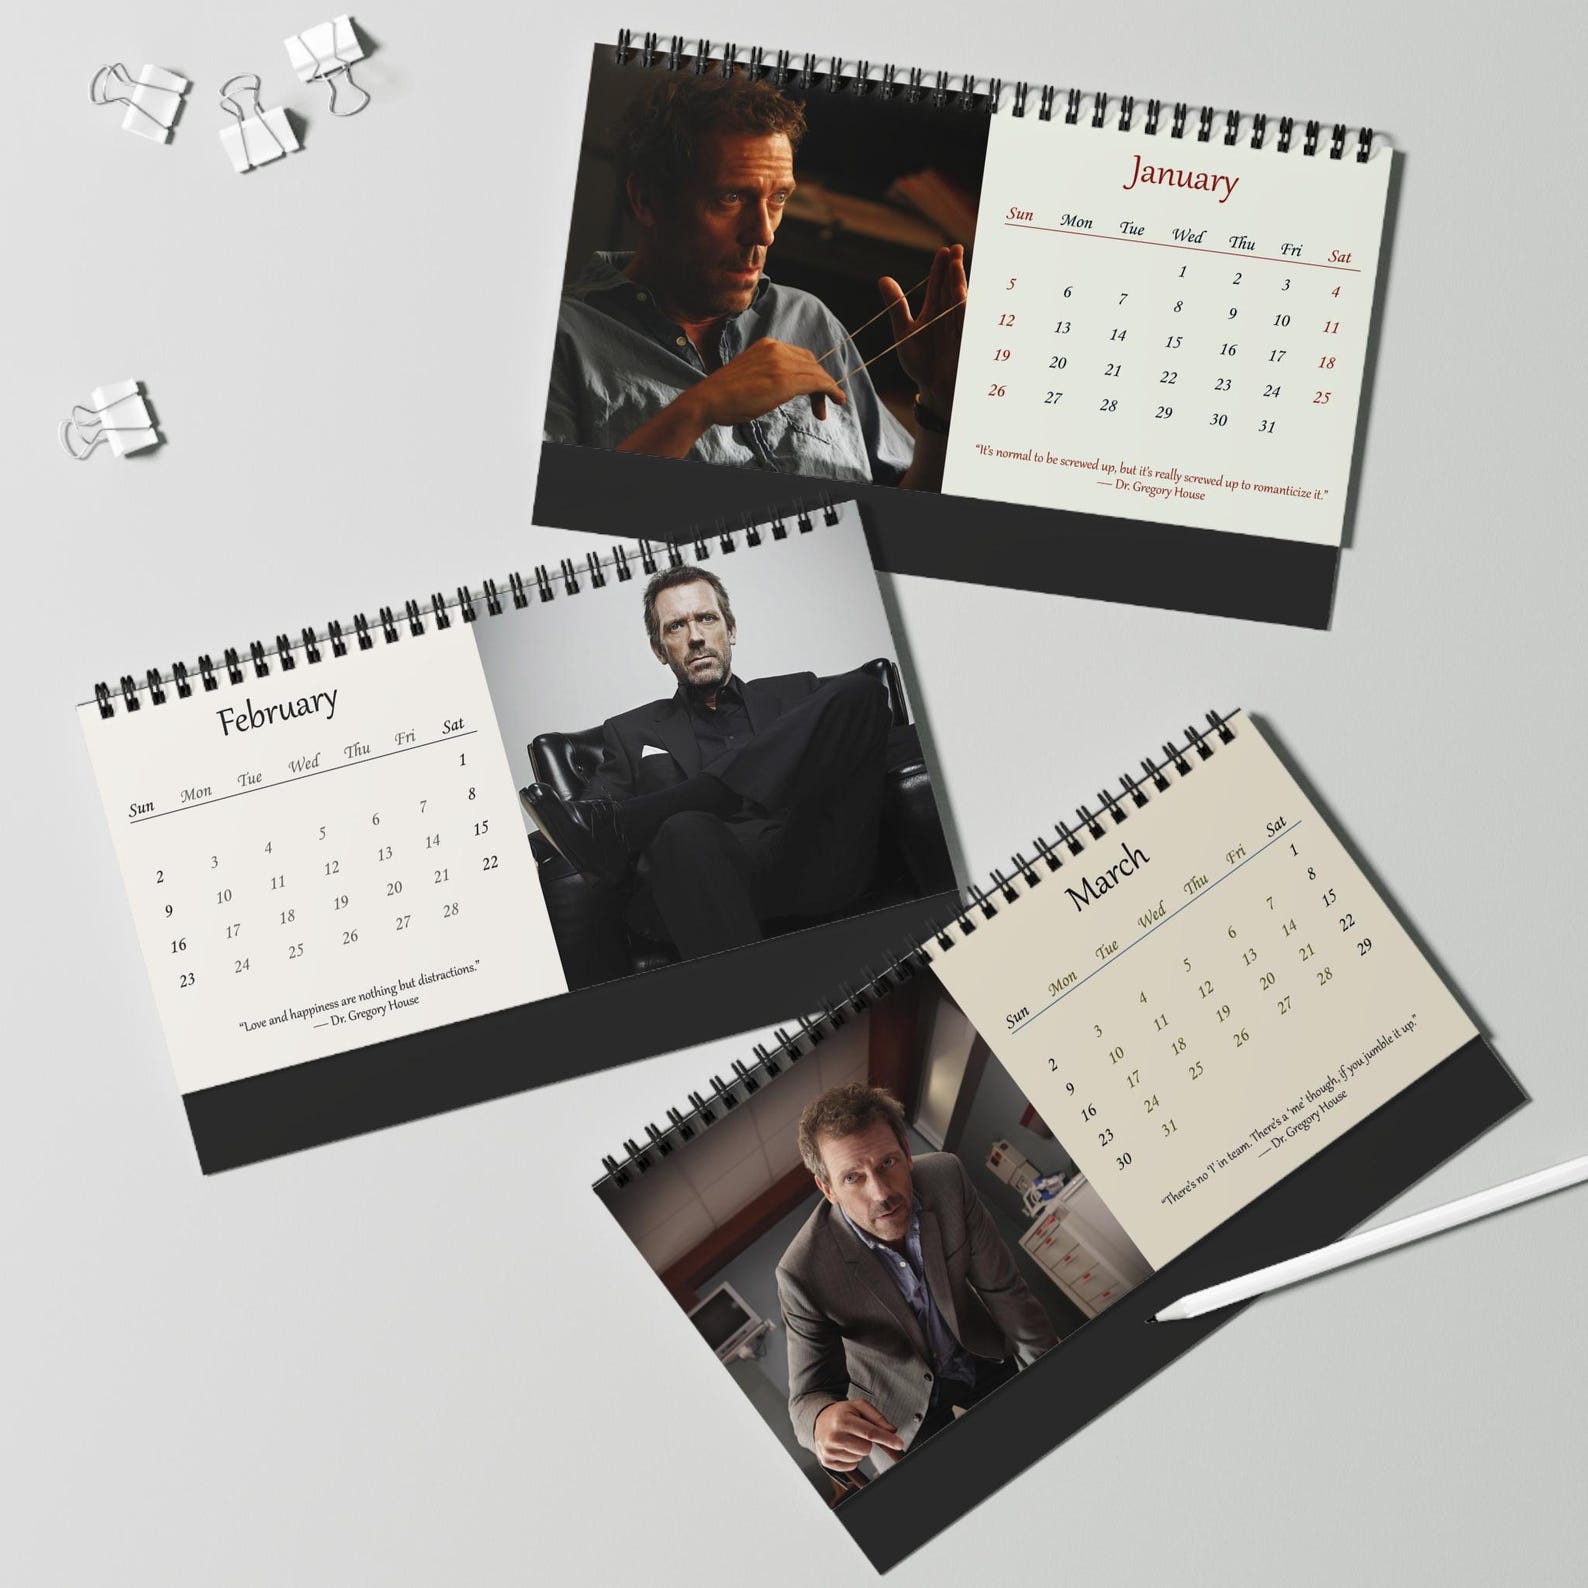 January
Sun Mon Tue Wed Thu Fri Sat
1 2 3 4
5 6 7 8 9 10 11
12 13 14 15 16 17 18
19 20 21 22 23 24 25
26 27 28 29 30 31
“It’s normal to be screwed up, but it’s really screwed up to romanticize it.”
— Dr. Gregory House
February
Sun Mon Tue Wed Thu Fri Sat
1
2 3 4 5 6 7 8
9 10 11 12 13 14 15
16 17 18 19 20 21 22
23 24 25 26 27 28
“Love and happiness are nothing but distractions.”
— Dr. Gregory House
March
Sun Mon Tue Wed Thu Fri Sat
1
2 3 4 5 6 7 8
9 10 11 12 13 14 15
16 17 18 19 20 21 22
23 24 25 26 27 28 29
30 31
“There’s no ‘I’ in team. There’s a ‘me’ though, if you jumble it up.”
— Dr. Gregory House